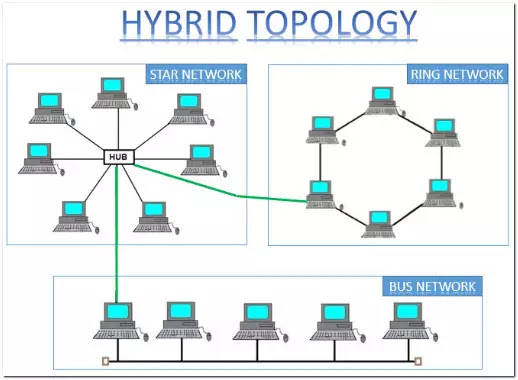 HYBRID TOPOLOGY
STAR NETWORK
RING NETWORK
HUB
BUS NETWORK